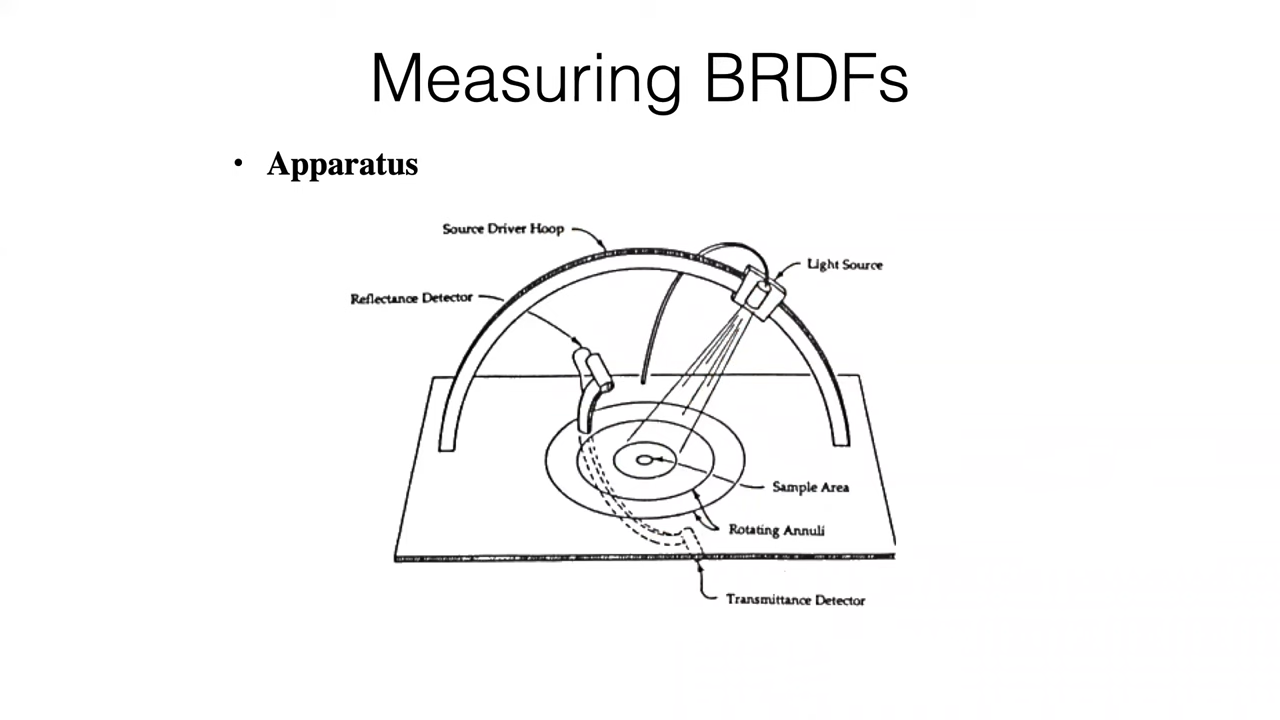 Measuring BRDFs
• Apparatus
Source Driver Hoop
Light Source
Reflectance Detector
Sample Area
Rotating Annuli
Transmittance Detector